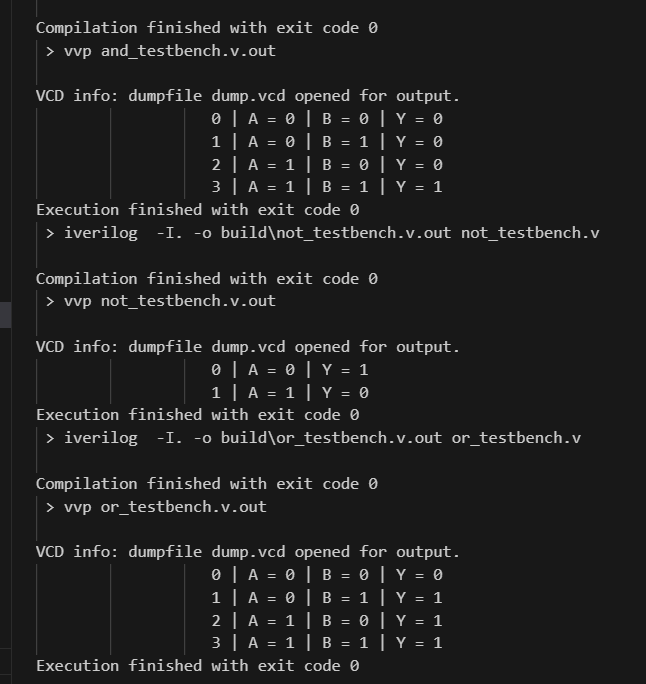 Compilation finished with exit code 0
> vvp and_testbench.v.out
VCD info: dumpfile dump.vcd opened for output.
0 | A = 0 | B = 0 | Y = 0
1 | A = 0 | B = 1 | Y = 0
2 | A = 1 | B = 0 | Y = 0
3 | A = 1 | B = 1 | Y = 1
Execution finished with exit code 0
> iverilog  -I. -o build\not_testbench.v.out not_testbench.v
Compilation finished with exit code 0
> vvp not_testbench.v.out
VCD info: dumpfile dump.vcd opened for output.
0 | A = 0 | Y = 1
1 | A = 1 | Y = 0
Execution finished with exit code 0
> iverilog  -I. -o build\or_testbench.v.out or_testbench.v
Compilation finished with exit code 0
> vvp or_testbench.v.out
VCD info: dumpfile dump.vcd opened for output.
0 | A = 0 | B = 0 | Y = 0
1 | A = 0 | B = 1 | Y = 1
2 | A = 1 | B = 0 | Y = 1
3 | A = 1 | B = 1 | Y = 1
Execution finished with exit code 0